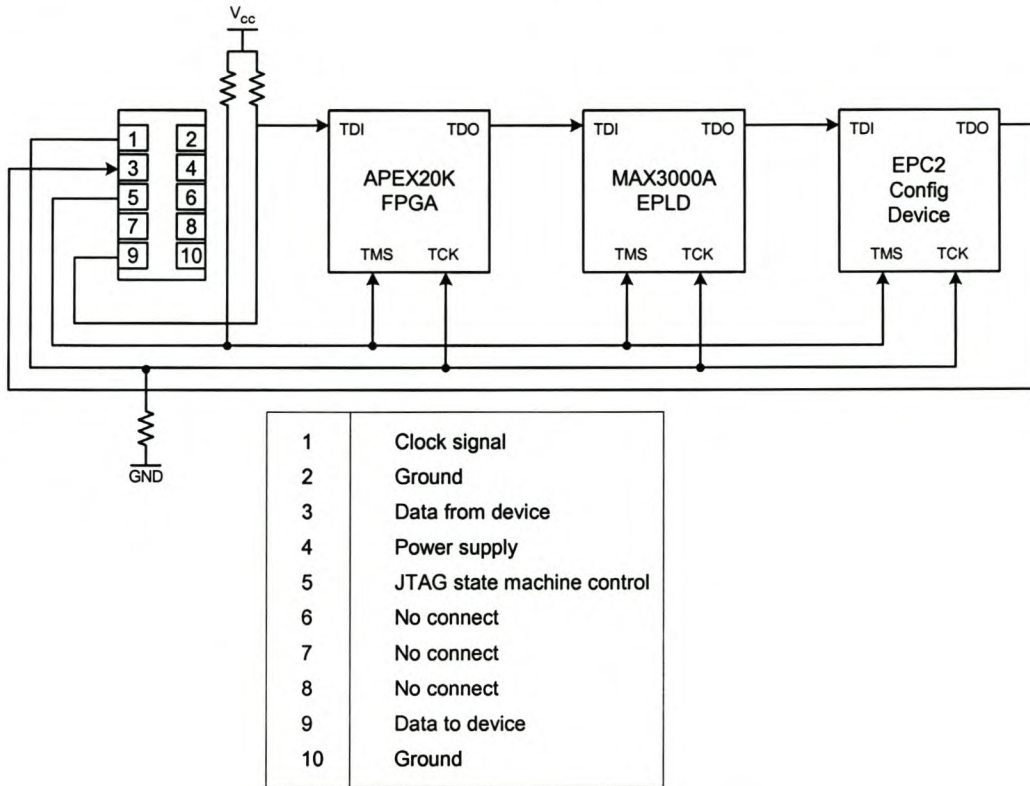 Vcc
1 2
3 4
5 6
7 8
9 10
TDI TDO
APEX20K
FPGA
TMS TCK
TDI TDO
MAX3000A
EPLD
TMS TCK
TDI TDO
EPC2
Config
Device
TMS TCK
GND
1 Clock signal
2 Ground
3 Data from device
4 Power supply
5 JTAG state machine control
6 No connect
7 No connect
8 No connect
9 Data to device
10 Ground